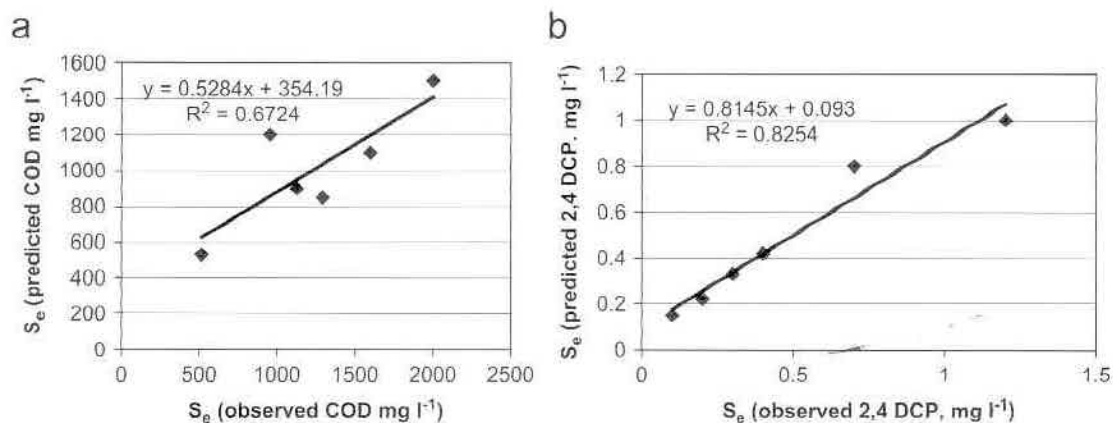 a
1600
1400
1200
1000
800
600
400
200
0
0 500 1000 1500 2000 2500
y = 0.5284x + 354.19
R² = 0.6724
Sₑ (predicted COD mg l⁻¹)
Sₑ (observed COD mg l⁻¹)
b
1.2
1
0.8
0.6
0.4
0.2
0
0 0.5 1 1.5
y = 0.8145x + 0.093
R² = 0.8254
Sₑ (predicted 2,4 DCP. mg l⁻¹)
Sₑ (observed 2,4 DCP, mg l⁻¹)